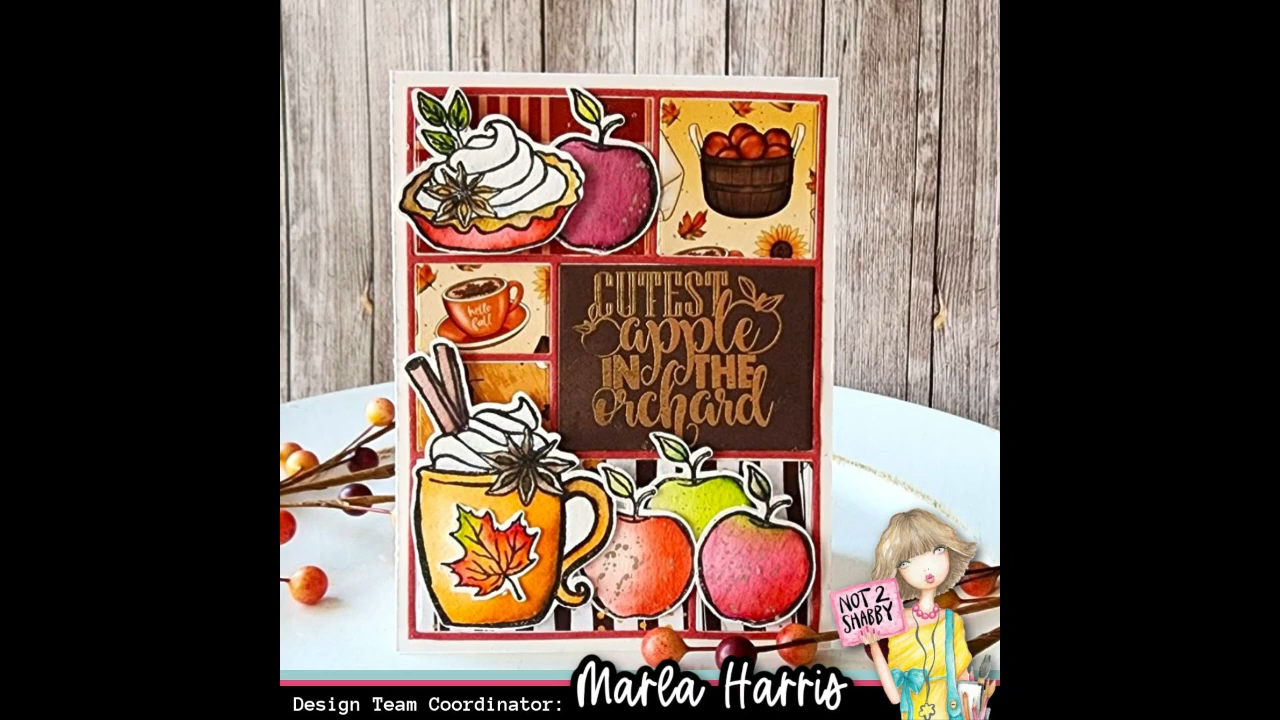 hello
fall
CUTEST
apple
IN THE
orchard
NOT 2
SHABBY
Design Team Coordinator: Marla Harris